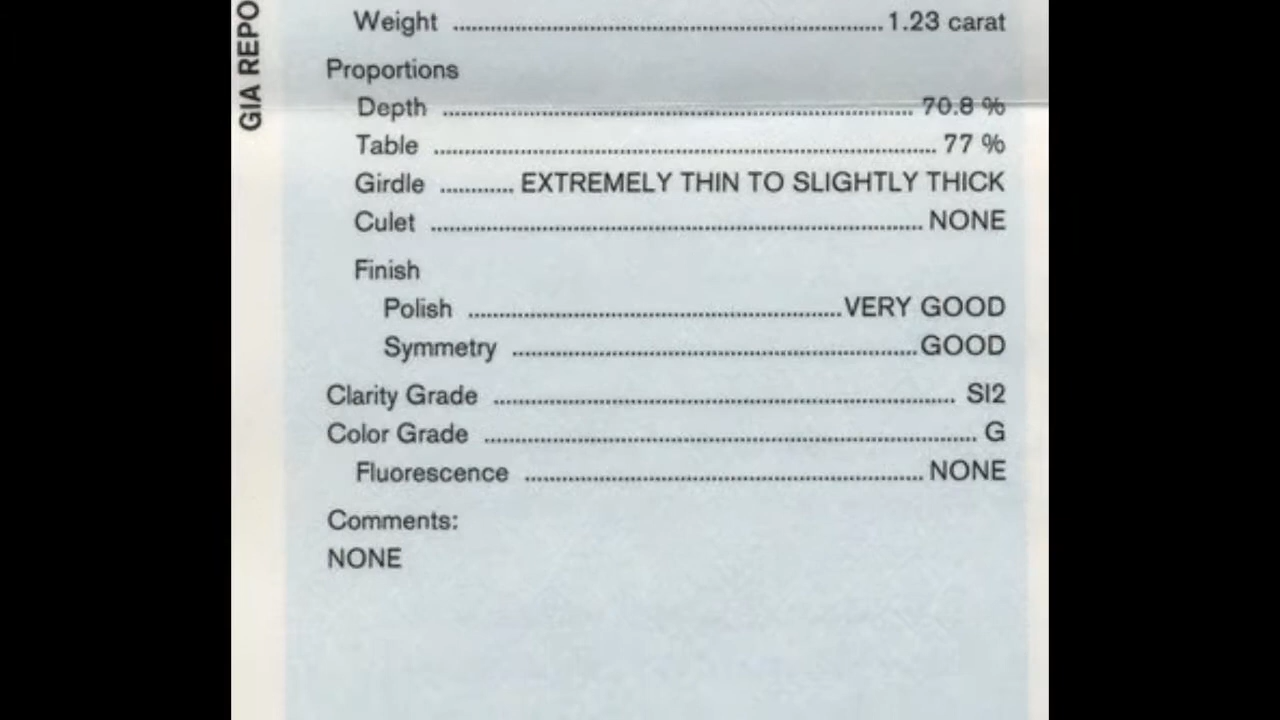 GIA REPO
Weight 1.23 carat
Proportions
Depth 70.8 %
Table 77 %
Girdle EXTREMELY THIN TO SLIGHTLY THICK
Culet NONE
Finish
Polish VERY GOOD
Symmetry GOOD
Clarity Grade SI2
Color Grade G
Fluorescence NONE
Comments:
NONE